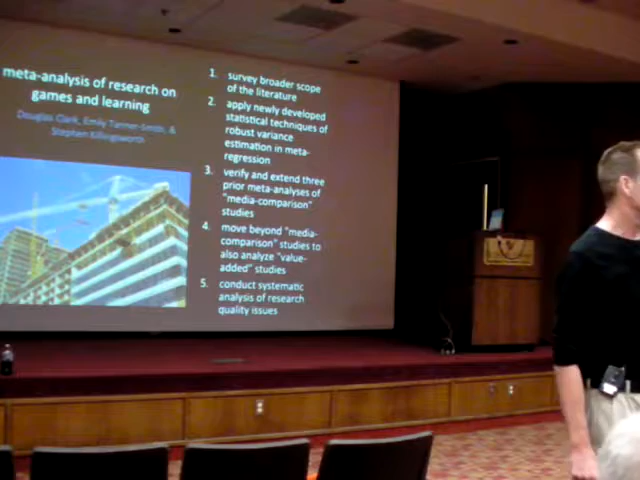 meta-analysis of research on
games and learning
Douglas Clark, Emily Tanner-Smith, &
Stephen Killingsworth
1. survey broader scope
of the literature
2. apply newly developed
statistical techniques of
robust variance
estimation in meta-
regression
3. verify and extend three
prior meta-analyses of
"media-comparison"
studies
4. move beyond "media-
comparison" studies to
also analyze "value-
added" studies
5. conduct systematic
analysis of research
quality issues